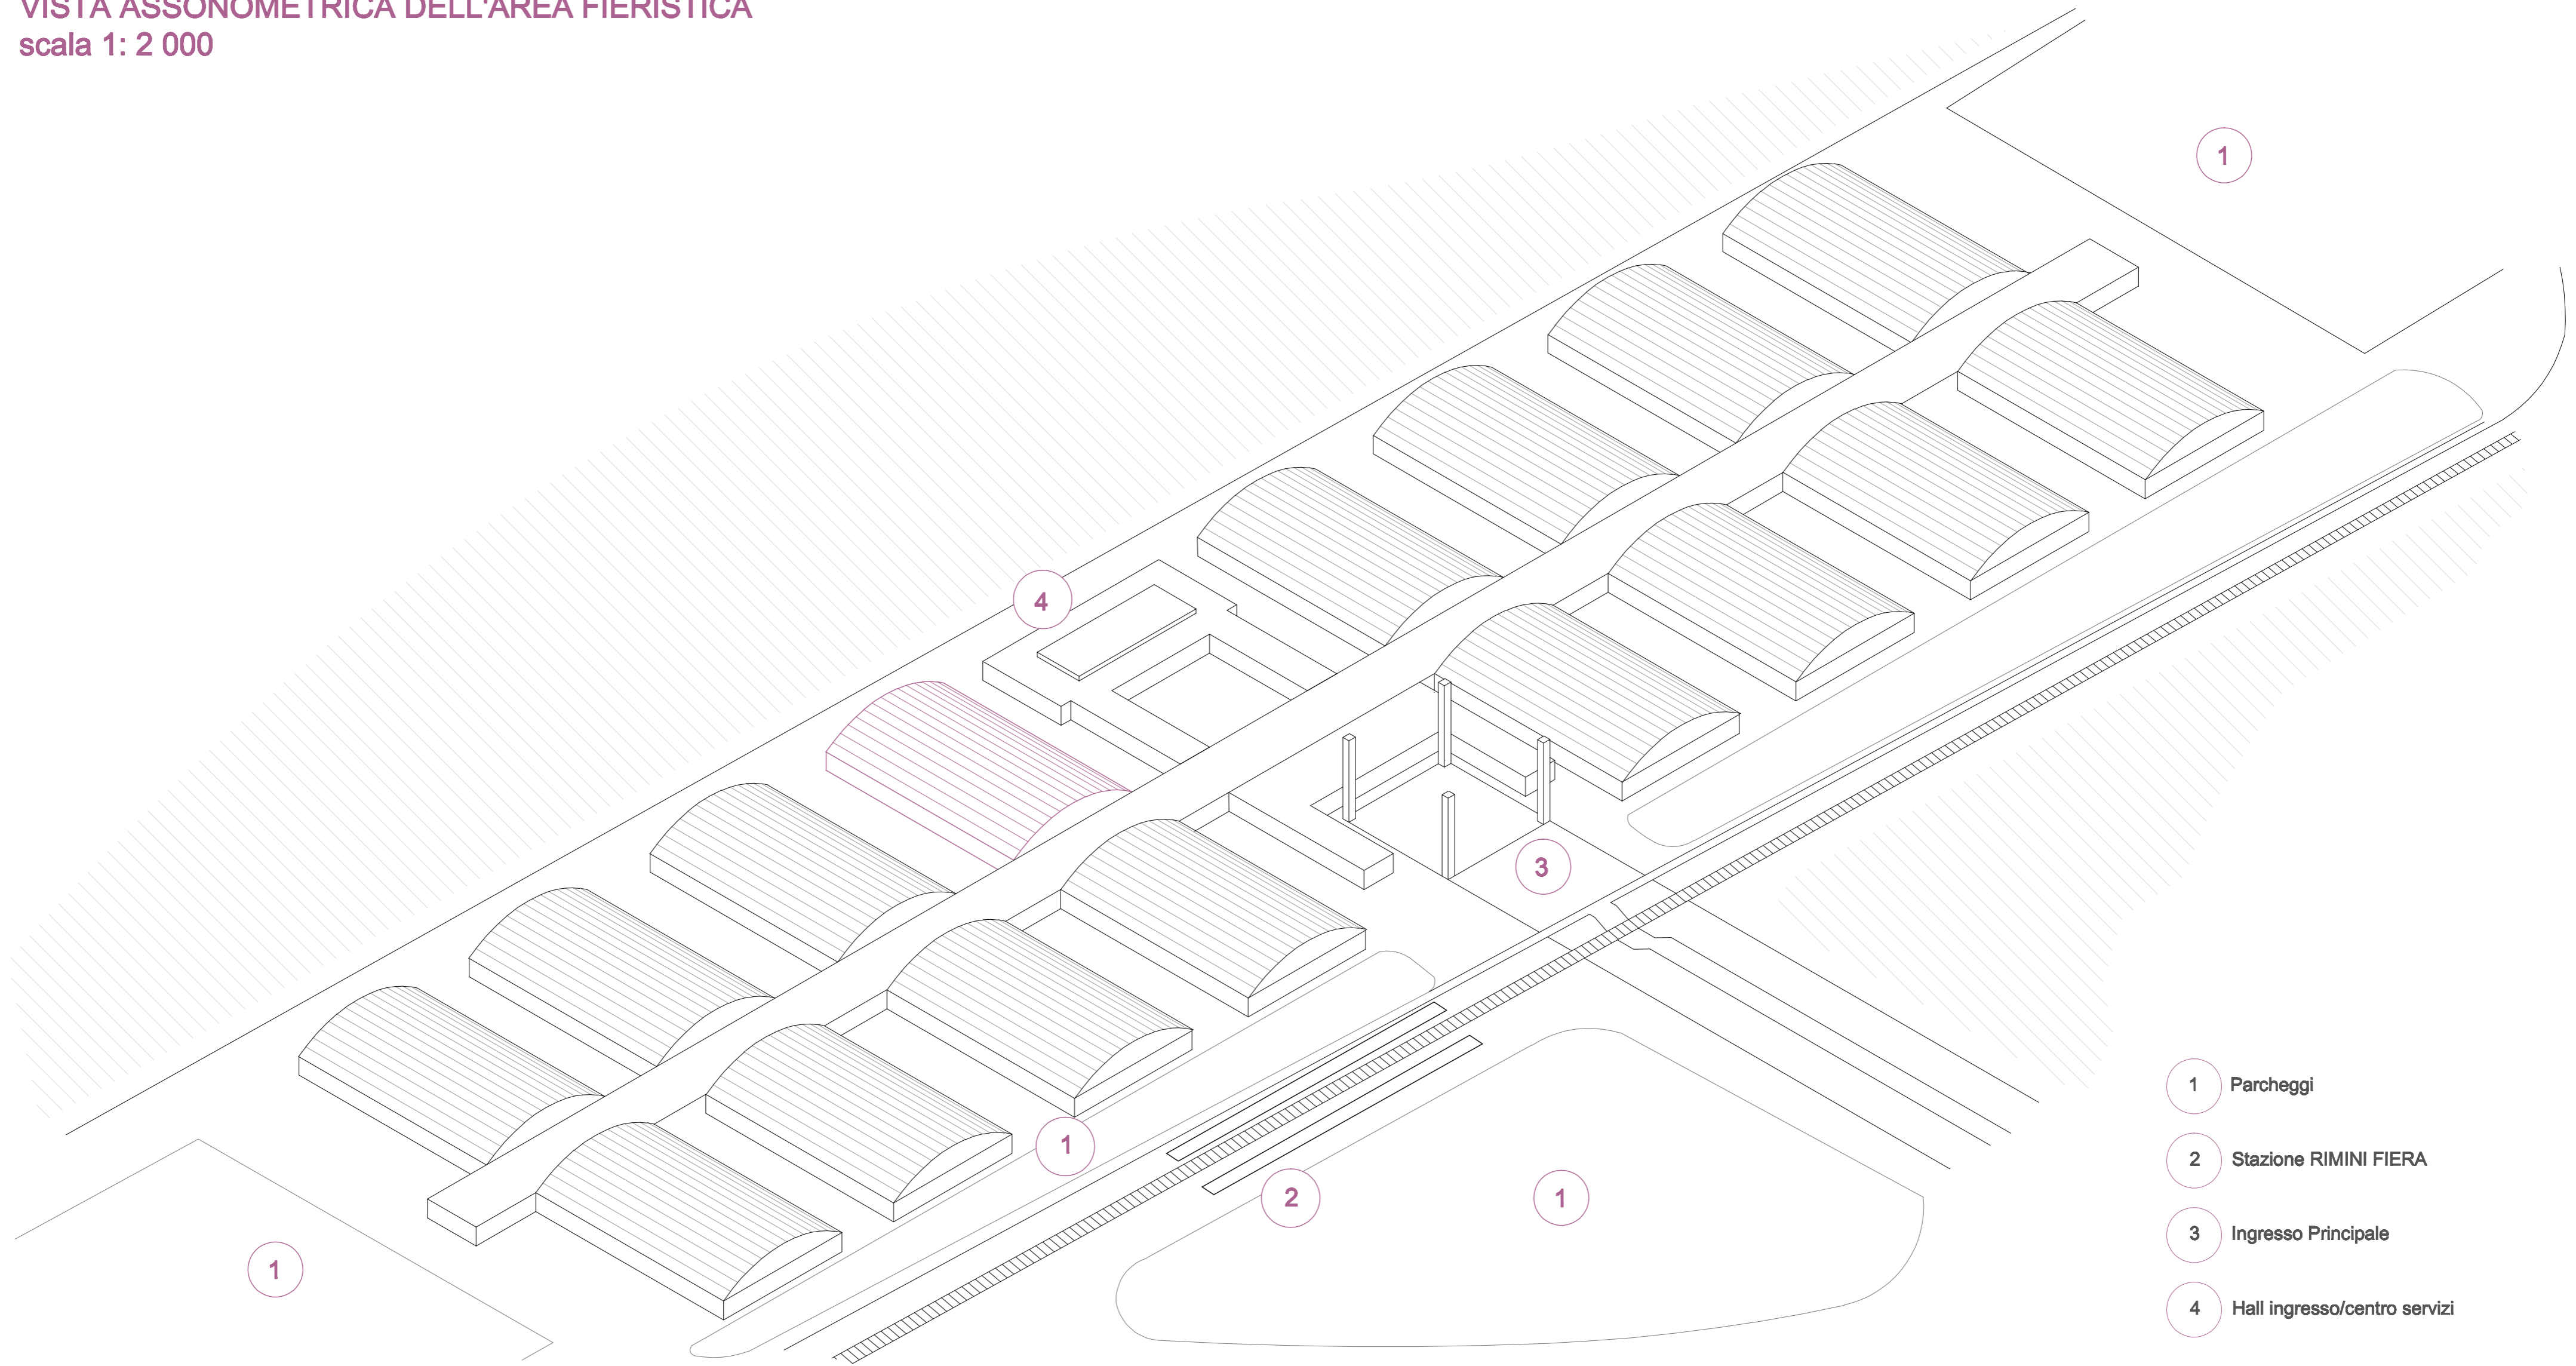 VISTA ASSONOMETRICA DELL'AREA FIERISTICA
scala 1: 2 000
1
4
3
1
2
1
1
1 Parcheggi
2 Stazione RIMINI FIERA
3 Ingresso Principale
4 Hall ingresso/centro servizi